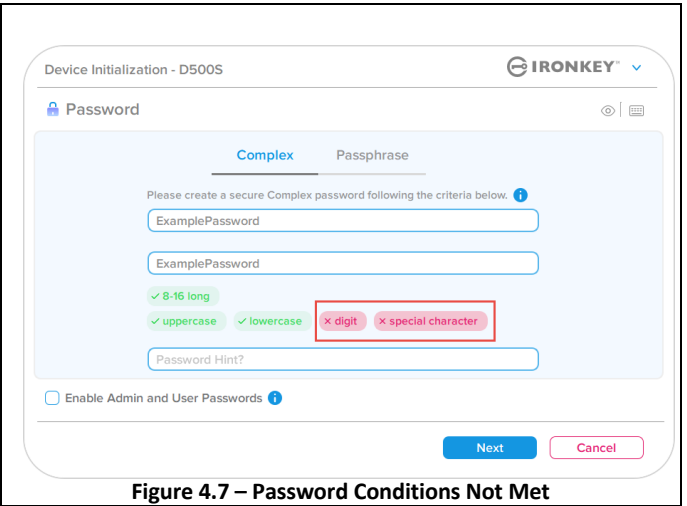 Device Initialization - D500S
IRONKEY
Password
Complex Passphrase
Please create a secure Complex password following the criteria below.
ExamplePassword
ExamplePassword
✓ 8-16 long
✓ uppercase ✓ lowercase × digit × special character
Password Hint?
Enable Admin and User Passwords
Next Cancel
Figure 4.7 – Password Conditions Not Met